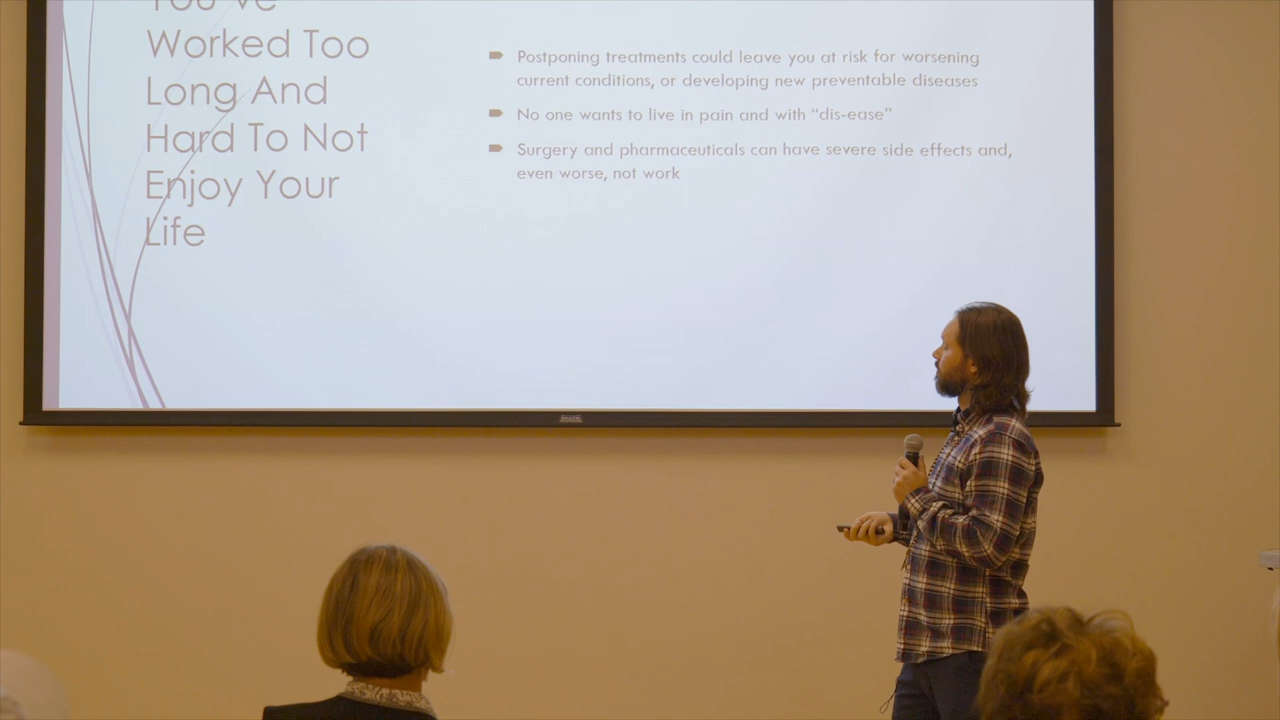 You've
Worked Too
Long And
Hard To Not
Enjoy Your
Life
Postponing treatments could leave you at risk for worsening
current conditions, or developing new preventable diseases
No one wants to live in pain and with “dis-ease”
Surgery and pharmaceuticals can have severe side effects and,
even worse, not work